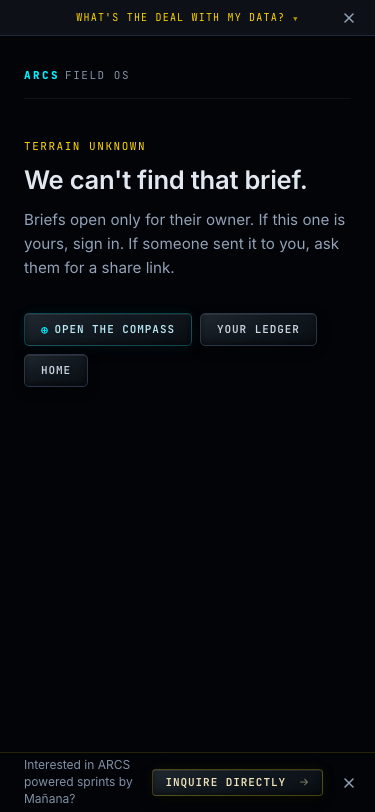 WHAT'S THE DEAL WITH MY DATA? ▾ ×
ARCS FIELD OS
TERRAIN UNKNOWN
We can't find that brief.
Briefs open only for their owner. If this one is
yours, sign in. If someone sent it to you, ask
them for a share link.
⊕ OPEN THE COMPASS
YOUR LEDGER
HOME
Interested in ARCS
powered sprints by
Mañana?
INQUIRE DIRECTLY → ×